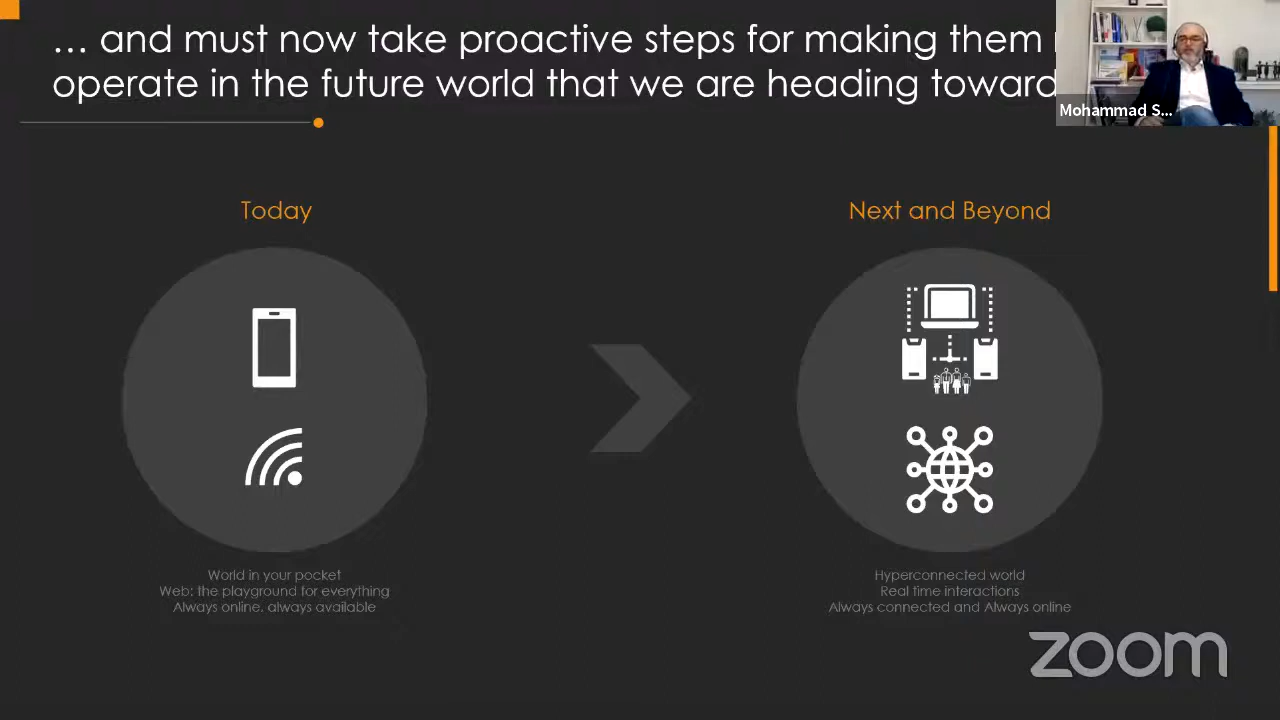 ... and must now take proactive steps for making them
operate in the future world that we are heading toward
Mohammad S...
Today
Next and Beyond
World in your pocket
Web: the playground for everything
Always online, always available
Hyperconnected world
Real time interactions
Always connected and Always online
zoom